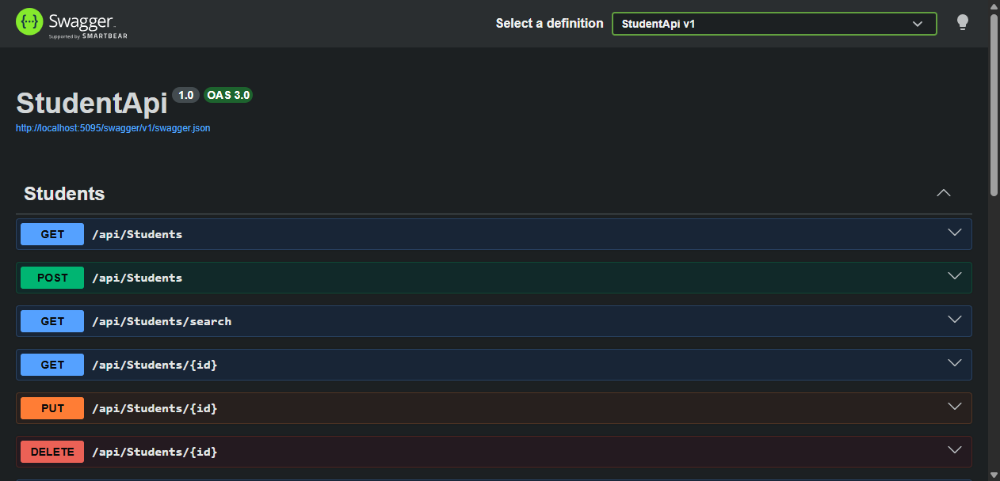 {···} Swagger.
Supported by SMARTBEAR
Select a definition
StudentApi v1
StudentApi 1.0 OAS 3.0
http://localhost:5095/swagger/v1/swagger.json
Students
GET /api/Students
POST /api/Students
GET /api/Students/search
GET /api/Students/{id}
PUT /api/Students/{id}
DELETE /api/Students/{id}